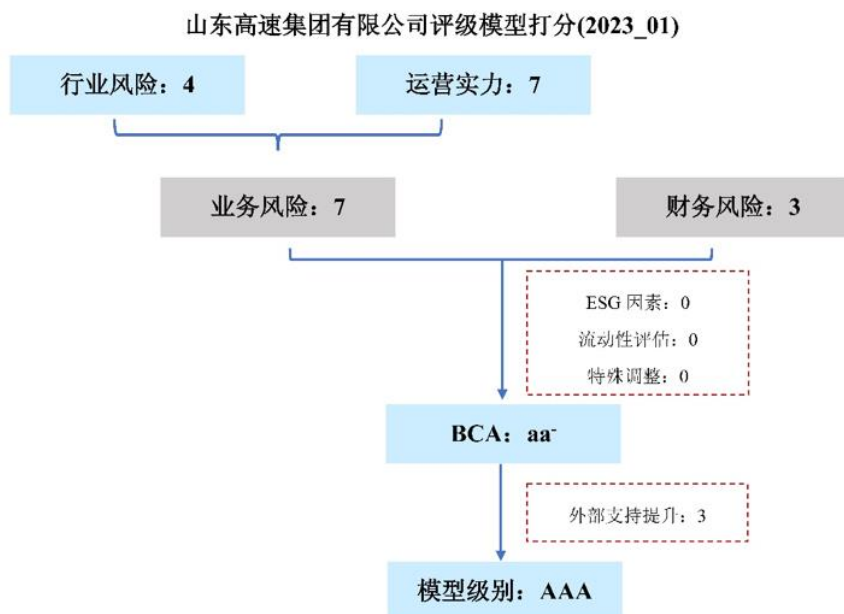 山东高速集团有限公司评级模型打分(2023_01)
行业风险：4
运营实力：7
业务风险：7
财务风险：3
ESG 因素：0
流动性评估：0
特殊调整：0
BCA：aa⁻
外部支持提升：3
模型级别：AAA